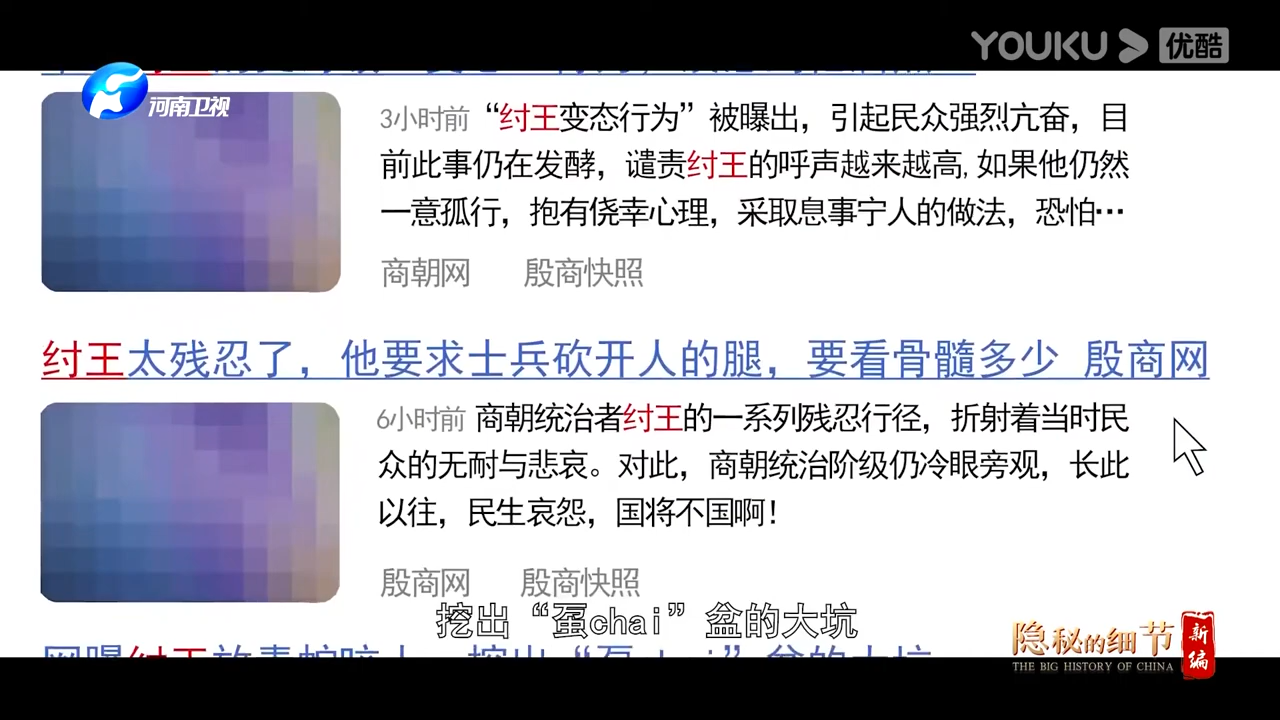 YOUKU 优酷
河南卫视
3小时前 “纣王变态行为”被曝出，引起民众强烈亢奋，目
前此事仍在发酵，谴责纣王的呼声越来越高,如果他仍然
一意孤行，抱有侥幸心理，采取息事宁人的做法，恐怕…
商朝网 殷商快照
纣王太残忍了，他要求士兵砍开人的腿，要看骨髓多少 殷商网
6小时前 商朝统治者纣王的一系列残忍行径，折射着当时民
众的无耐与悲哀。对此，商朝统治阶级仍冷眼旁观，长此
以往，民生哀怨，国将不国啊！
殷商网 殷商快照
挖出“虿chai”盆的大坑
隐秘的细节 新编
THE BIG HISTORY OF CHINA